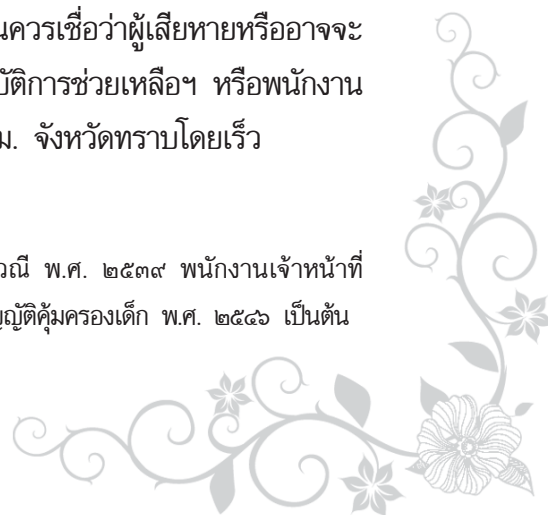 นควรเชื่อว่าผู้เสียหายหรืออาจจะ
บัติการช่วยเหลือฯ หรือพนักงาน
ม. จังหวัดทราบโดยเร็ว
วณี พ.ศ. ๒๕๓๙ พนักงานเจ้าหน้าที่
ญญัติคุ้มครองเด็ก พ.ศ. ๒๕๔๖ เป็นต้น